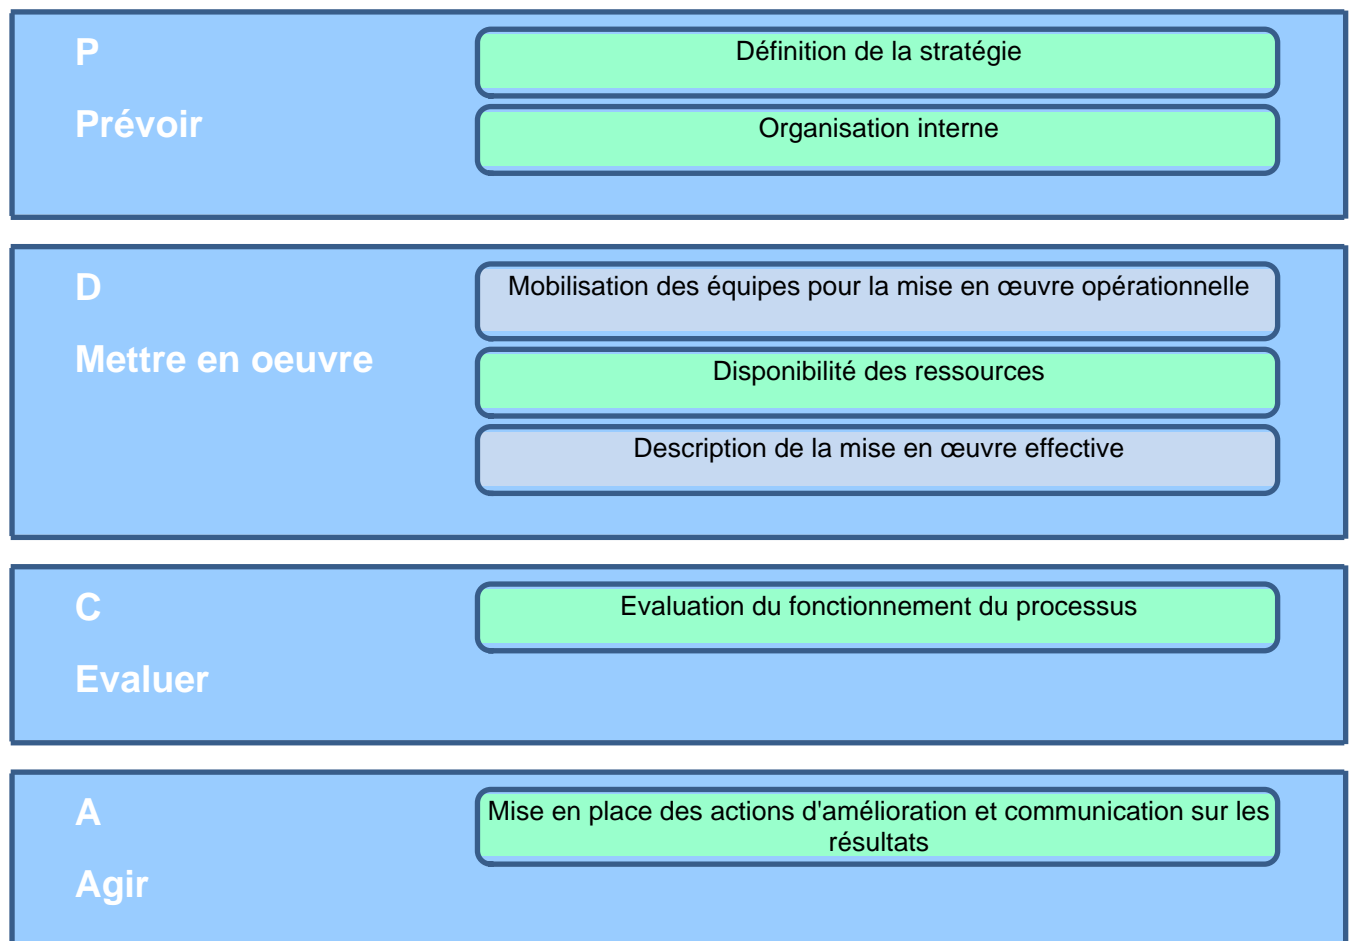 P
Prévoir
Définition de la stratégie
Organisation interne
D
Mettre en oeuvre
Mobilisation des équipes pour la mise en œuvre opérationnelle
Disponibilité des ressources
Description de la mise en œuvre effective
C
Evaluer
Evaluation du fonctionnement du processus
A
Agir
Mise en place des actions d'amélioration et communication sur les
résultats